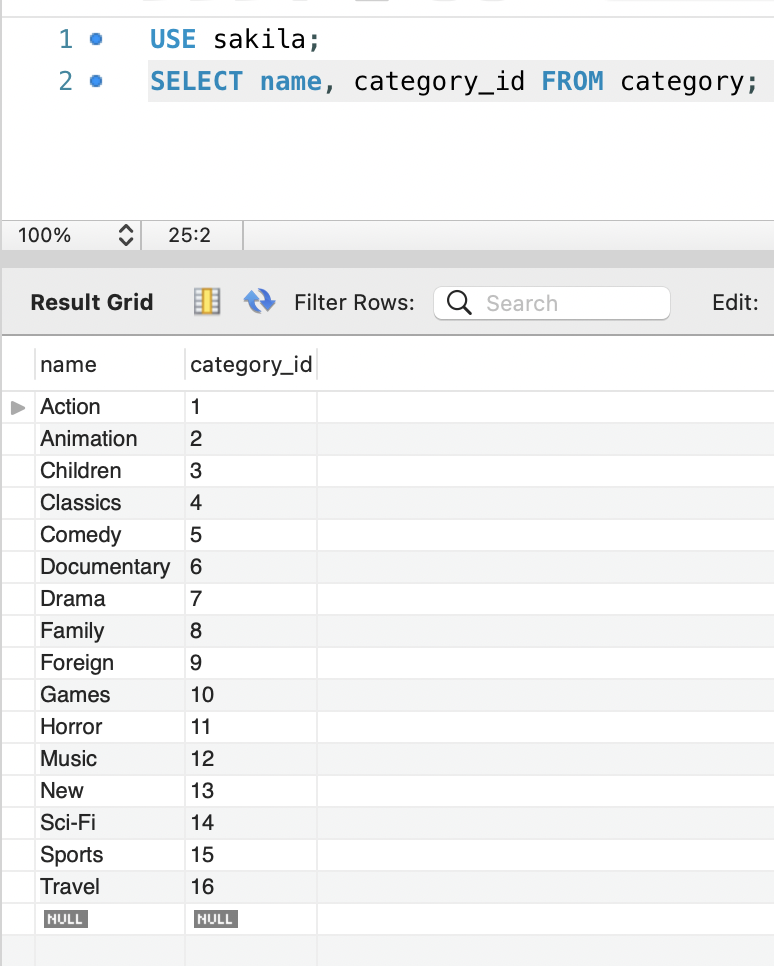 1 USE sakila;
2 SELECT name, category_id FROM category;
100% 25:2
Result Grid Filter Rows: Search Edit:
name category_id
Action 1
Animation 2
Children 3
Classics 4
Comedy 5
Documentary 6
Drama 7
Family 8
Foreign 9
Games 10
Horror 11
Music 12
New 13
Sci-Fi 14
Sports 15
Travel 16
NULL NULL